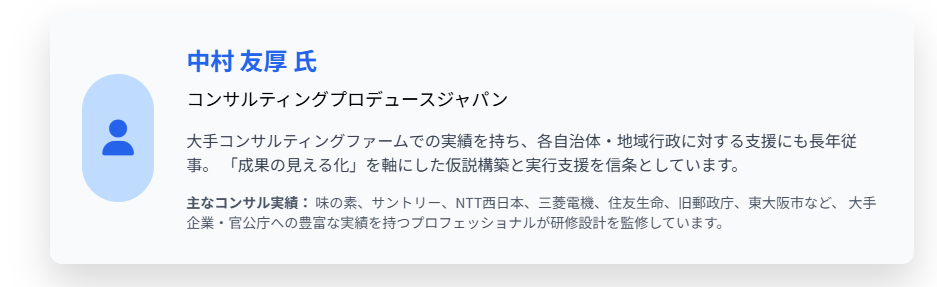 中村 友厚 氏
コンサルティングプロデュースジャパン
大手コンサルティングファームでの実績を持ち、各自治体・地域行政に対する支援にも長年従
事。 「成果の見える化」を軸にした仮説構築と実行支援を信条としています。
主なコンサル実績： 味の素、サントリー、NTT西日本、三菱電機、住友生命、旧郵政庁、東大阪市など、 大手
企業・官公庁への豊富な実績を持つプロフェッショナルが研修設計を監修しています。